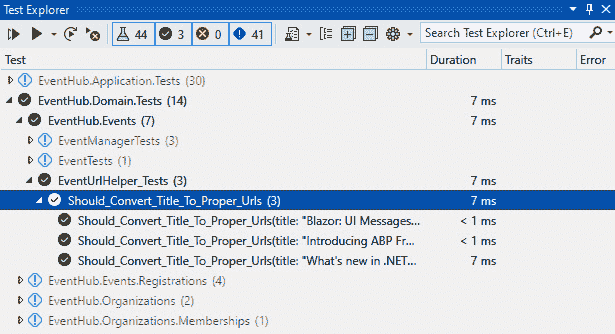 Test Explorer
44 3 0 41 Search Test Explorer (Ctrl+E)
Test Duration Traits Error
EventHub.Application.Tests (30)
EventHub.Domain.Tests (14) 7 ms
EventHub.Events (7) 7 ms
EventManagerTests (3)
EventTests (1)
EventUrlHelper_Tests (3) 7 ms
Should_Convert_Title_To_Proper_Urls (3) 7 ms
Should_Convert_Title_To_Proper_Urls(title: "Blazor: UI Messages... < 1 ms
Should_Convert_Title_To_Proper_Urls(title: "Introducing ABP Fr... < 1 ms
Should_Convert_Title_To_Proper_Urls(title: "What's new in .NET... 7 ms
EventHub.Events.Registrations (4)
EventHub.Organizations (2)
EventHub.Organizations.Memberships (1)